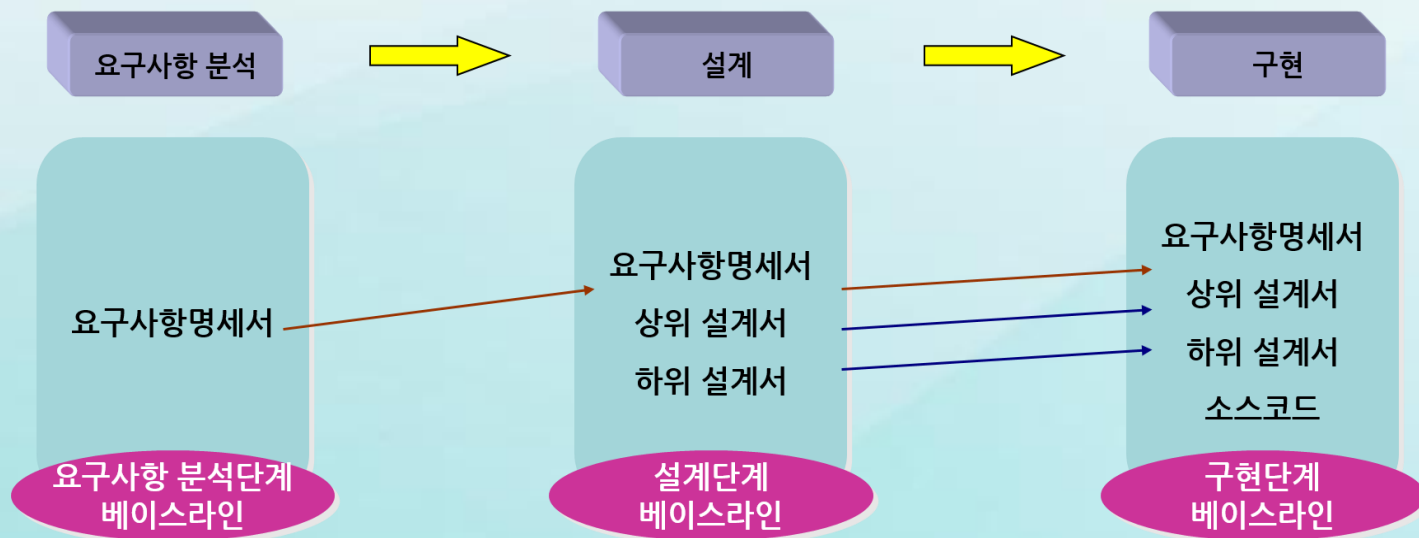 요구사항 분석
설계
구현
요구사항명세서
요구사항 분석단계
베이스라인
요구사항명세서
상위 설계서
하위 설계서
설계단계
베이스라인
요구사항명세서
상위 설계서
하위 설계서
소스코드
구현단계
베이스라인